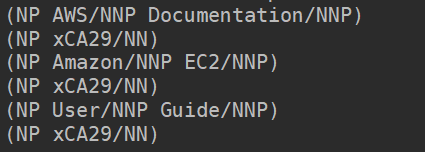 (NP AWS/NNP Documentation/NNP)
(NP xCA29/NN)
(NP Amazon/NNP EC2/NNP)
(NP xCA29/NN)
(NP User/NNP Guide/NNP)
(NP xCA29/NN)